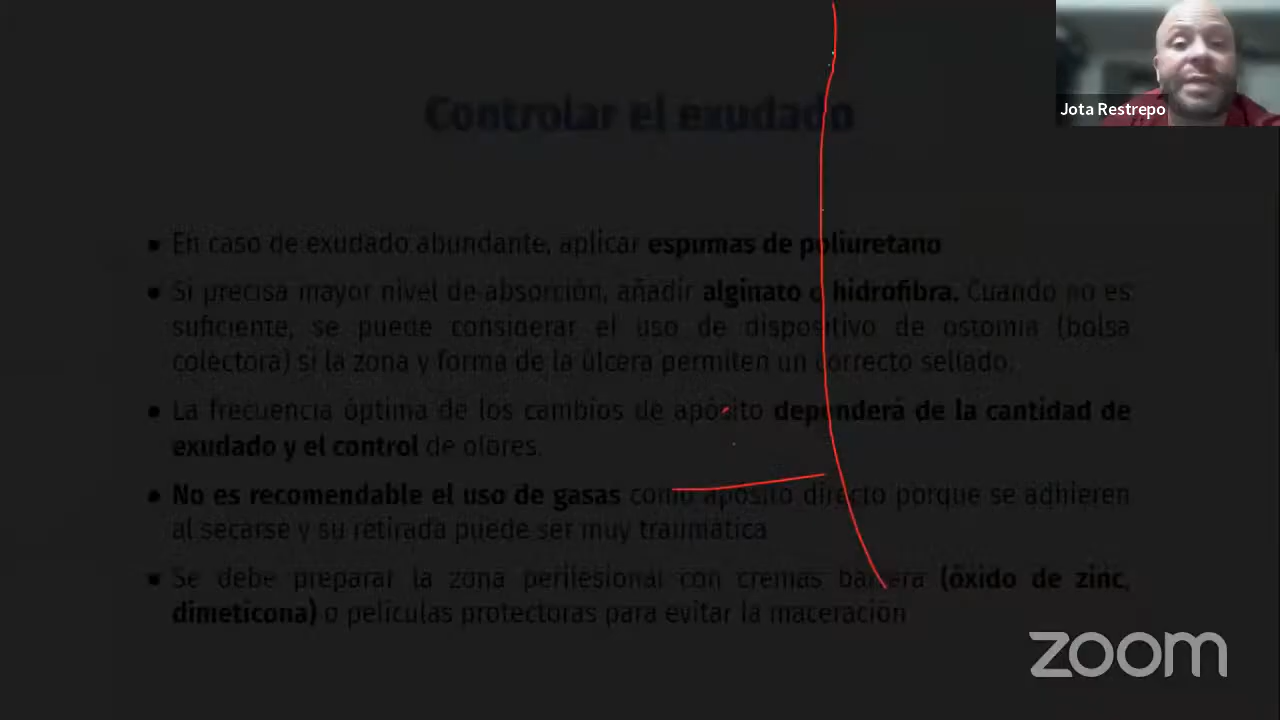 Controlar el exudado
Jota Restrepo
• En caso de exudado abundante, aplicar espumas de poliuretano
• Si precisa mayor nivel de absorción, añadir alginato o hidrofibra. Cuando no es
suficiente, se puede considerar el uso de dispositivo de ostomía (bolsa
colectora) si la zona y forma de la úlcera permiten un correcto sellado.
• La frecuencia óptima de los cambios de apósito dependerá de la cantidad de
exudado y el control de olores.
• No es recomendable el uso de gasas como apósito directo porque se adhieren
al secarse y su retirada puede ser muy traumática
• Se debe preparar la zona perilesional con cremas barrera (óxido de zinc,
dimeticona) o películas protectoras para evitar la maceración
zoom